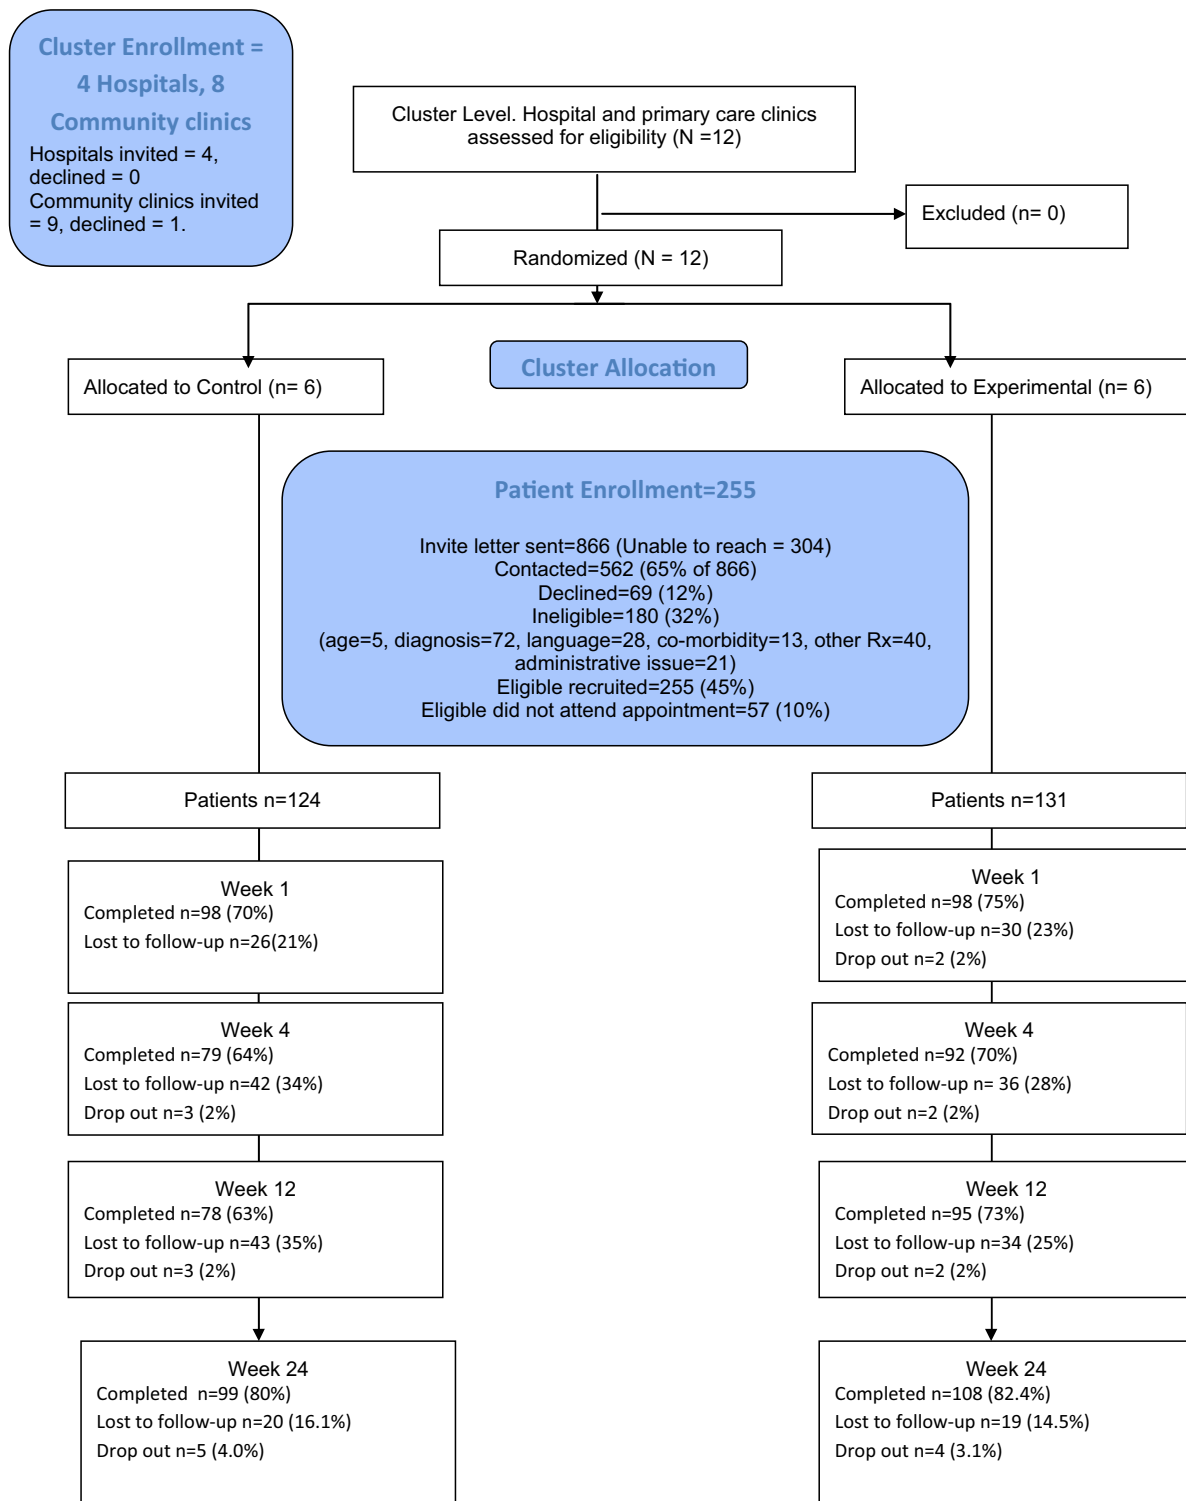 Cluster Enrollment =
4 Hospitals, 8
Community clinics
Hospitals invited = 4,
declined = 0
Community clinics invited
= 9, declined = 1.
Cluster Level. Hospital and primary care clinics
assessed for eligibility (N =12)
Excluded (n= 0)
Randomized (N = 12)
Cluster Allocation
Allocated to Control (n= 6)
Allocated to Experimental (n= 6)
Patient Enrollment=255
Invite letter sent=866 (Unable to reach = 304)
Contacted=562 (65% of 866)
Declined=69 (12%)
Ineligible=180 (32%)
(age=5, diagnosis=72, language=28, co-morbidity=13, other Rx=40,
administrative issue=21)
Eligible recruited=255 (45%)
Eligible did not attend appointment=57 (10%)
Patients n=124
Patients n=131
Week 1
Completed n=98 (70%)
Lost to follow-up n=26(21%)
Week 1
Completed n=98 (75%)
Lost to follow-up n=30 (23%)
Drop out n=2 (2%)
Week 4
Completed n=79 (64%)
Lost to follow-up n=42 (34%)
Drop out n=3 (2%)
Week 4
Completed n=92 (70%)
Lost to follow-up n= 36 (28%)
Drop out n=2 (2%)
Week 12
Completed n=78 (63%)
Lost to follow-up n=43 (35%)
Drop out n=3 (2%)
Week 12
Completed n=95 (73%)
Lost to follow-up n=34 (25%)
Drop out n=2 (2%)
Week 24
Completed  n=99 (80%)
Lost to follow-up n=20 (16.1%)
Drop out n=5 (4.0%)
Week 24
Completed n=108 (82.4%)
Lost to follow-up n=19 (14.5%)
Drop out n=4 (3.1%)